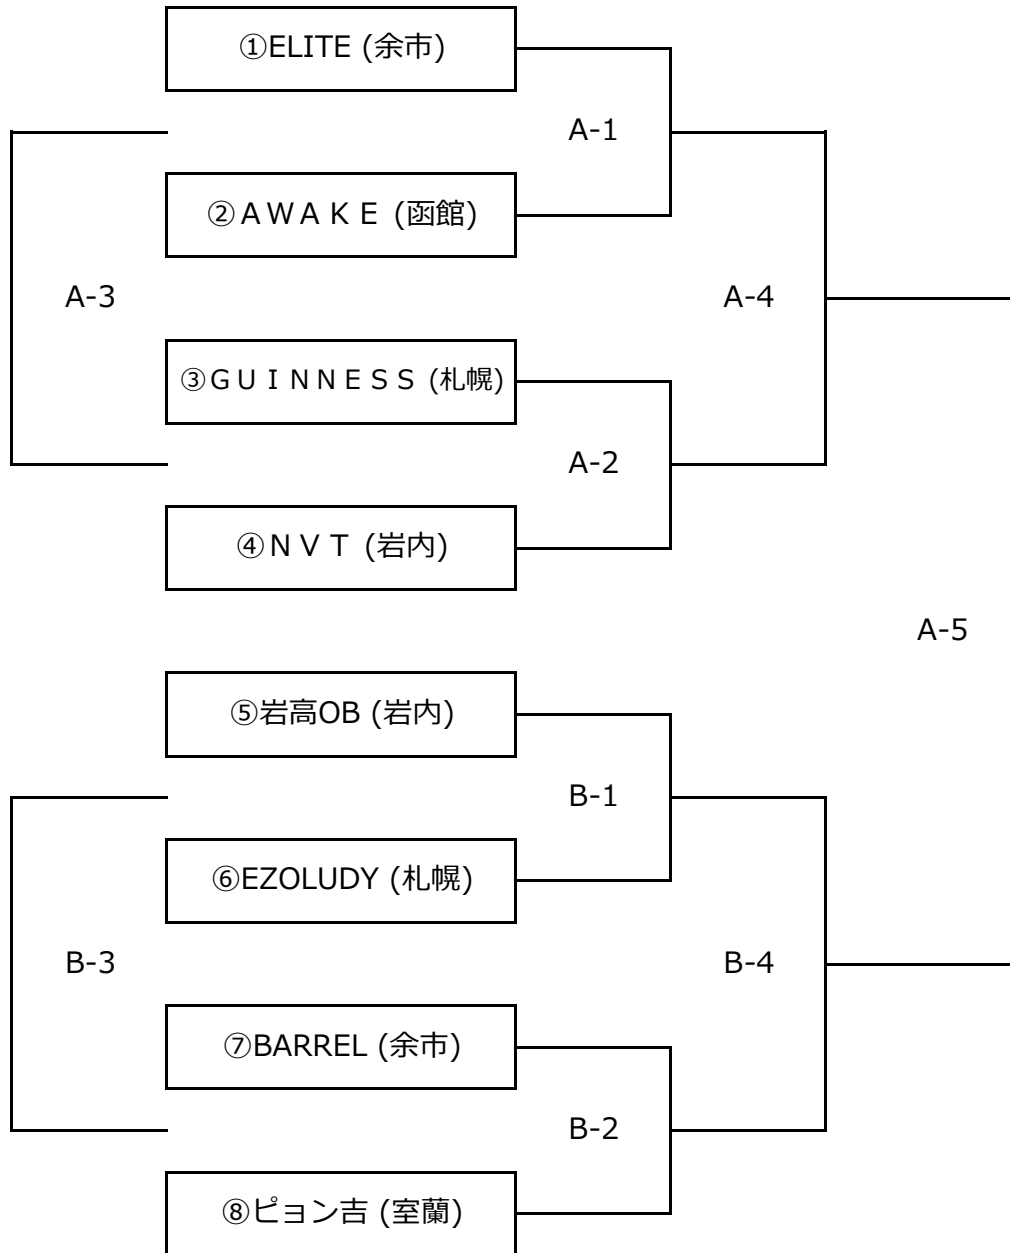 ①ELITE (余市)
A-1
②ＡＷＡＫＥ (函館)
A-3
A-4
③ＧＵＩＮＮＥＳＳ (札幌)
A-2
④ＮＶＴ (岩内)
A-5
⑤岩高OB (岩内)
B-1
⑥EZOLUDY (札幌)
B-3
B-4
⑦BARREL (余市)
B-2
⑧ピョン吉 (室蘭)